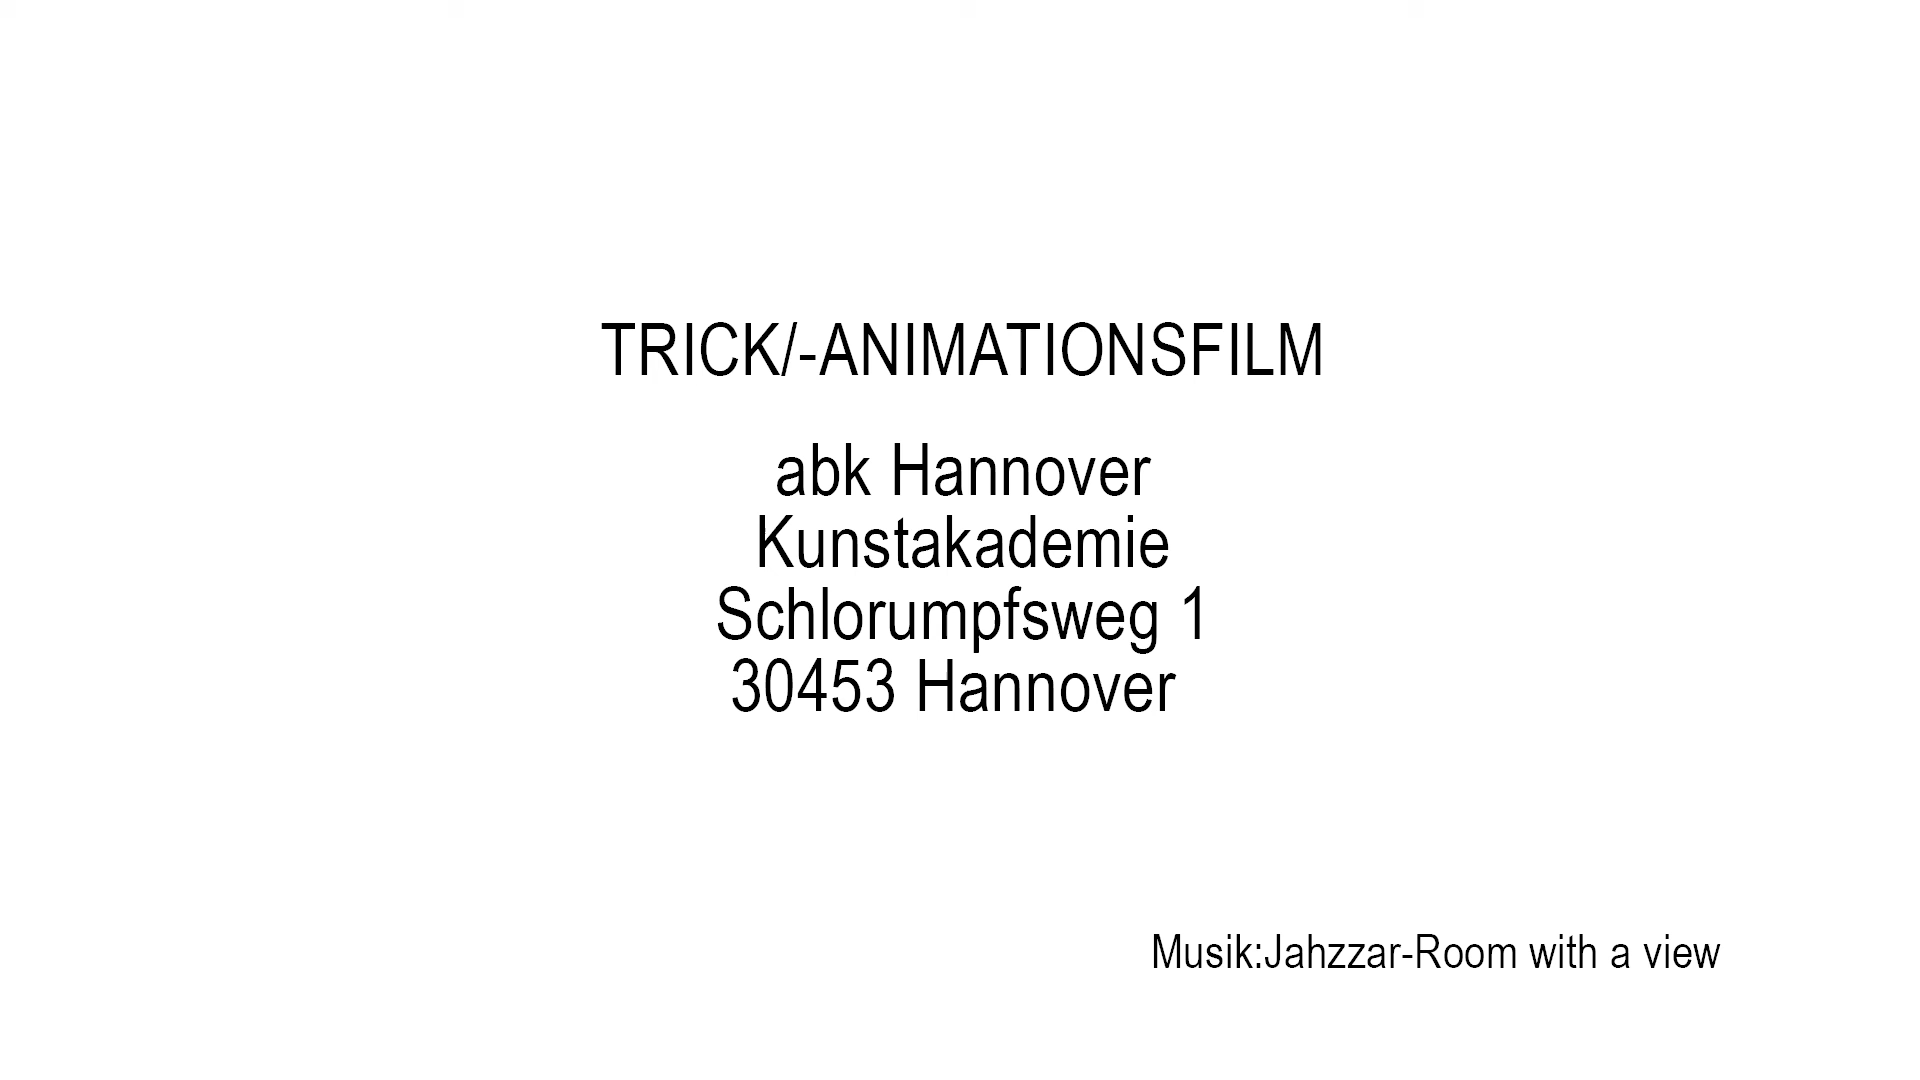 TRICK/-ANIMATIONSFILM
abk Hannover
Kunstakademie
Schlorumpfsweg 1
30453 Hannover
Musik:Jahzzar-Room with a view